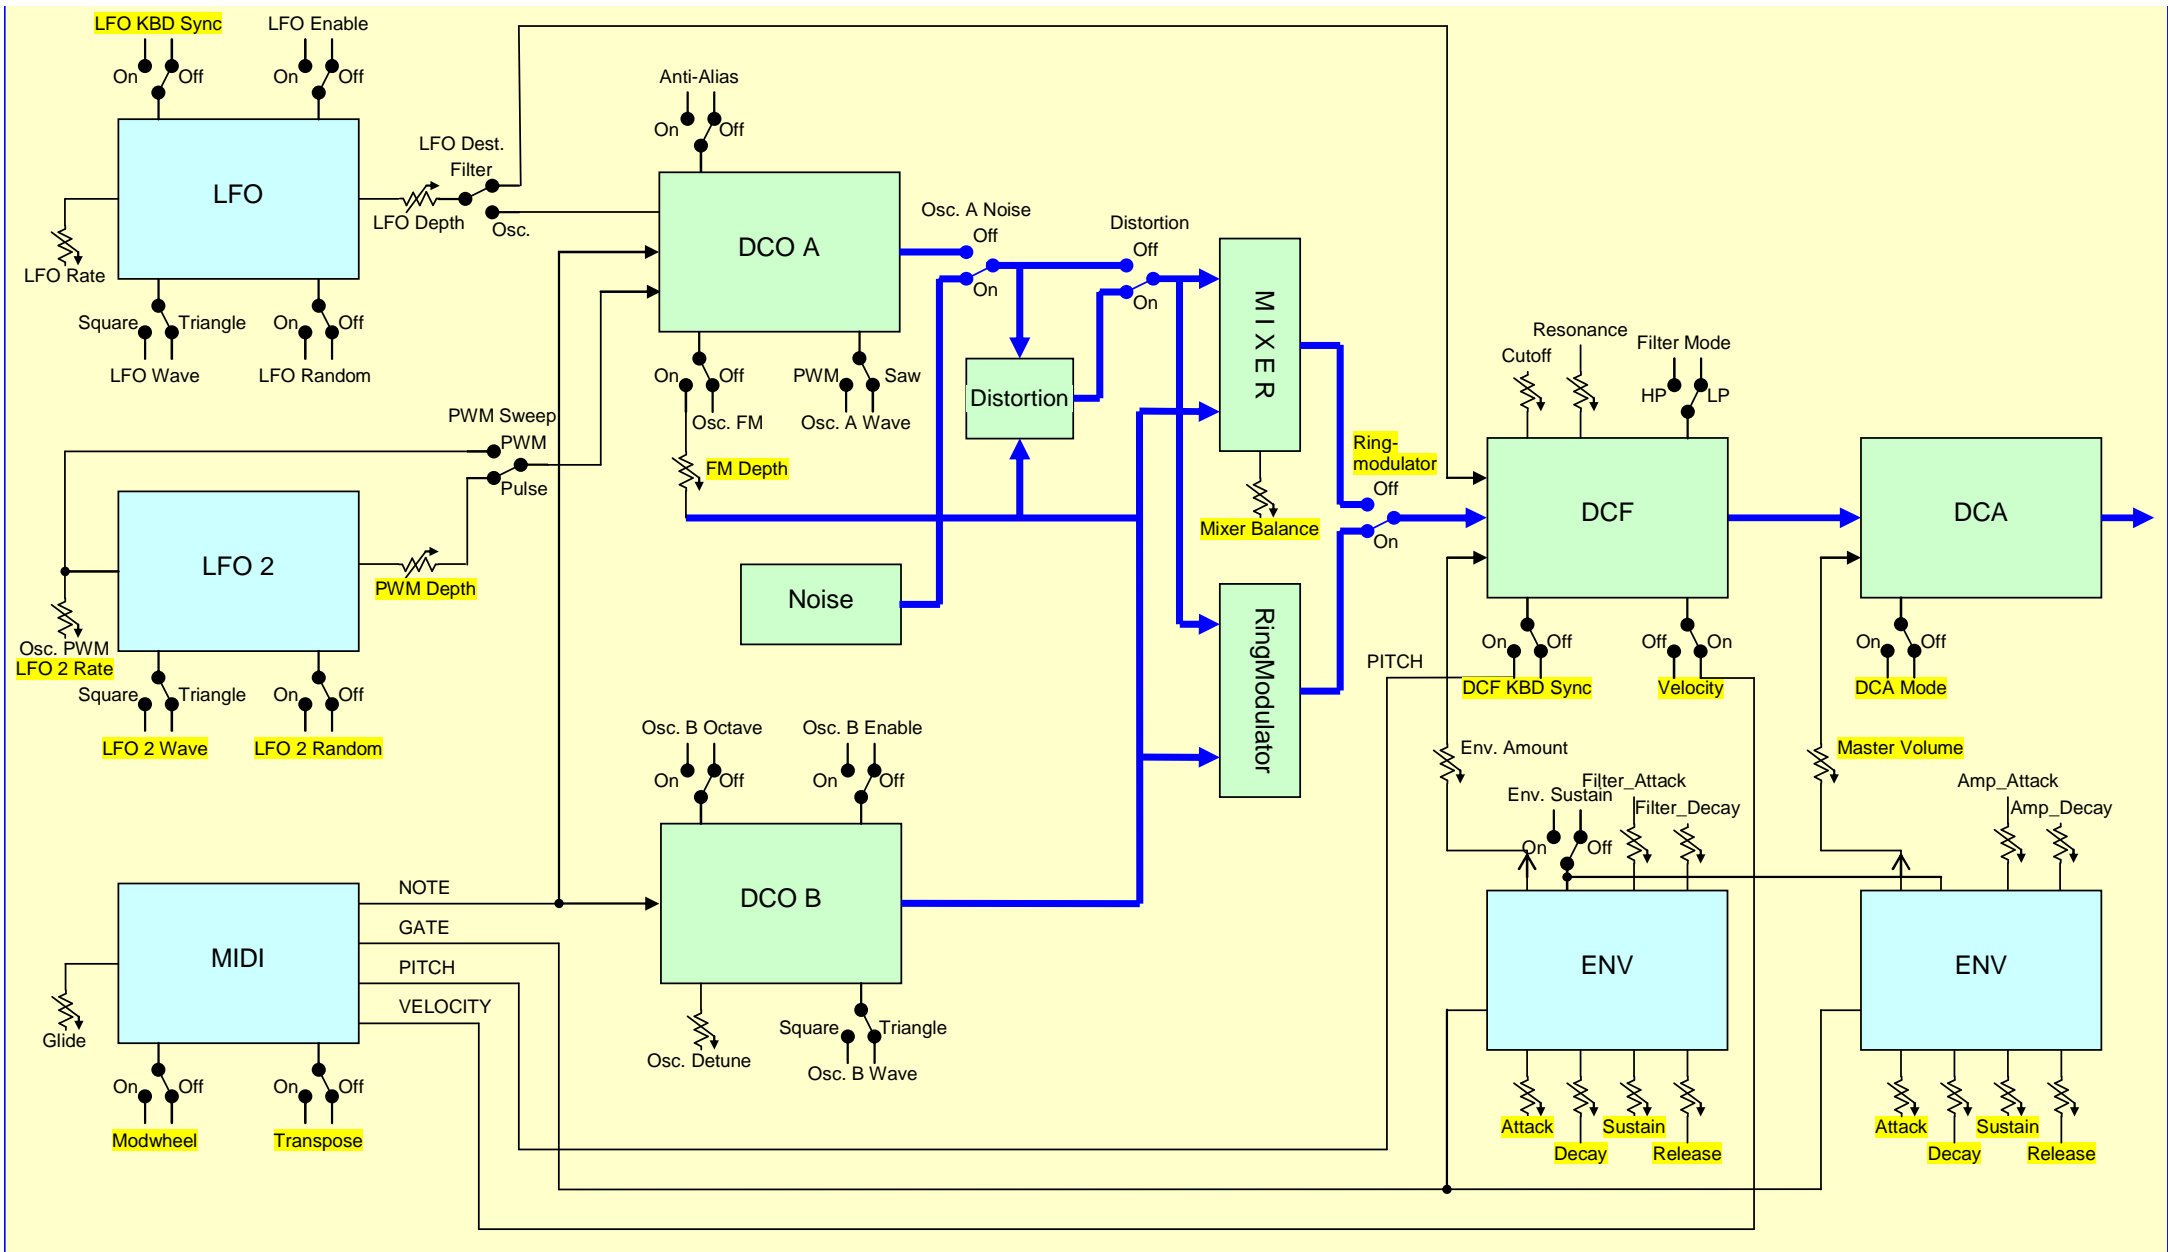 LFO KBD Sync
LFO Enable
On
Off
On
Off
LFO
LFO Rate
LFO Depth
LFO Dest.
Filter
Osc.
Square
Triangle
LFO Wave
On
Off
LFO Random
Anti-Alias
On
Off
DCO A
On
Off
Osc. FM
PWM
Saw
Osc. A Wave
FM Depth
Osc. A Noise
Off
On
Distortion
Off
On
Distortion
MIXER
Mixer Balance
Ring-
modulator
Off
On
PWM Sweep
PWM
Pulse
LFO 2
PWM Depth
Osc. PWM
LFO 2 Rate
Square
Triangle
LFO 2 Wave
On
Off
LFO 2 Random
Noise
RingModulator
Resonance
Cutoff
Filter Mode
HP
LP
DCF
DCA
On
Off
DCF KBD Sync
Off
On
Velocity
On
Off
DCA Mode
PITCH
Osc. B Octave
On
Off
Osc. B Enable
On
Off
DCO B
Osc. Detune
Square
Triangle
Osc. B Wave
MIDI
NOTE
GATE
PITCH
VELOCITY
Glide
On
Off
Modwheel
On
Off
Transpose
Env. Amount
Env. Sustain
On
Off
Filter_Attack
Filter_Decay
Master Volume
Amp_Attack
Amp_Decay
ENV
Attack
Decay
Sustain
Release
ENV
Attack
Decay
Sustain
Release